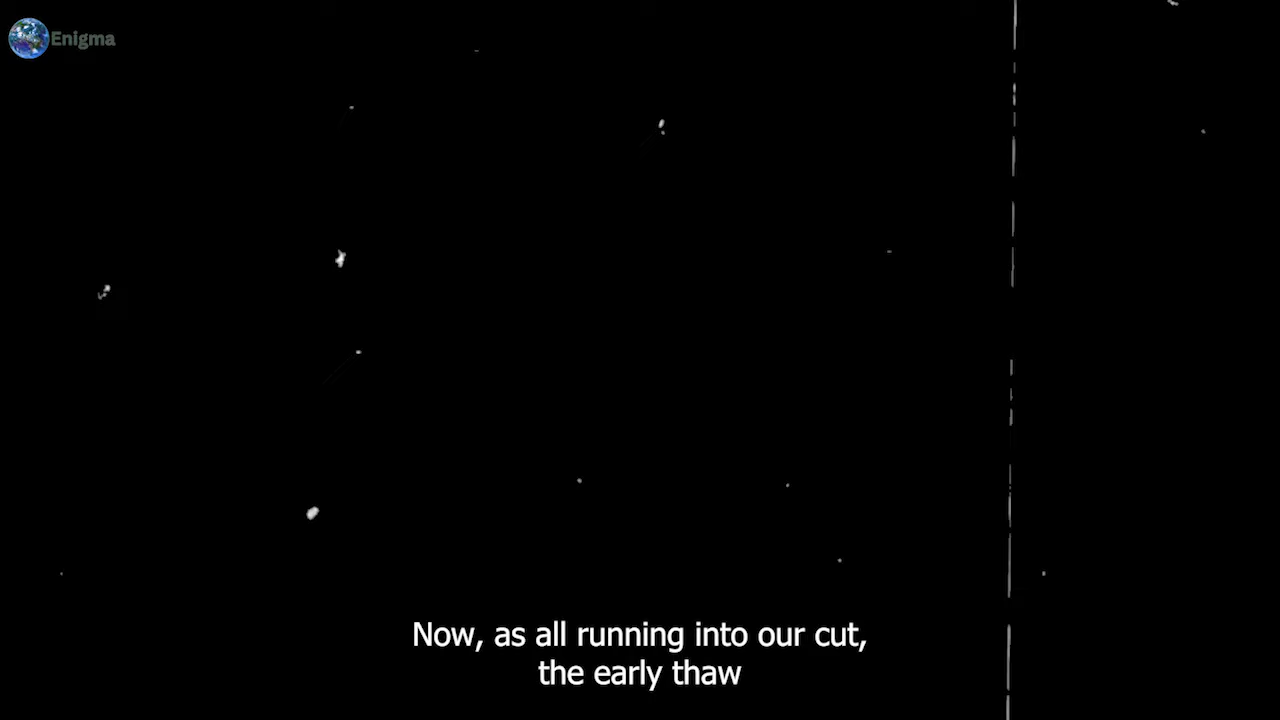 Enigma
Now, as all running into our cut,
the early thaw